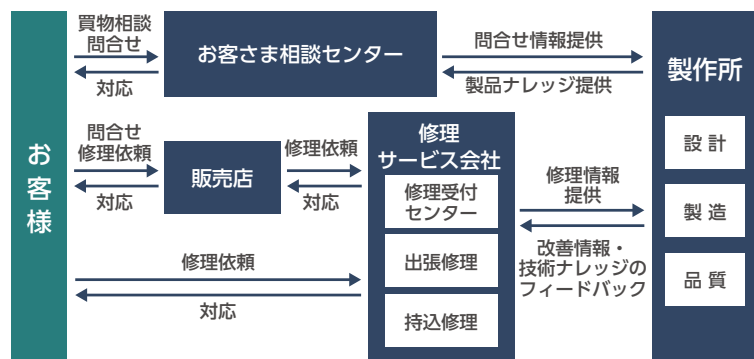 お客様
買物相談
問合せ
対応
お客さま相談センター
問合せ情報提供
製品ナレッジ提供
問合せ
修理依頼
対応
販売店
修理依頼
対応
修理依頼
対応
修理
サービス会社
修理受付
センター
出張修理
持込修理
修理情報
提供
改善情報・
技術ナレッジの
フィードバック
製作所
設計
製造
品質